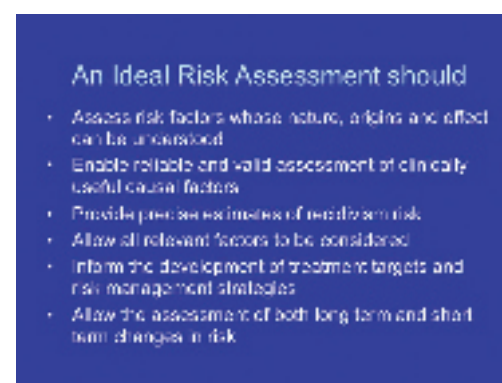 An Ideal Risk Assessment should
• Assess risk factors whose nature, origins and effect
can be understood
• Enable reliable and valid assessment of clinically
useful causal factors
• Provide precise estimates of recidivism risk
• Allow all relevant factors to be considered
• Inform the development of treatment targets and
risk management strategies
• Allow the assessment of both long term and short
term changes in risk